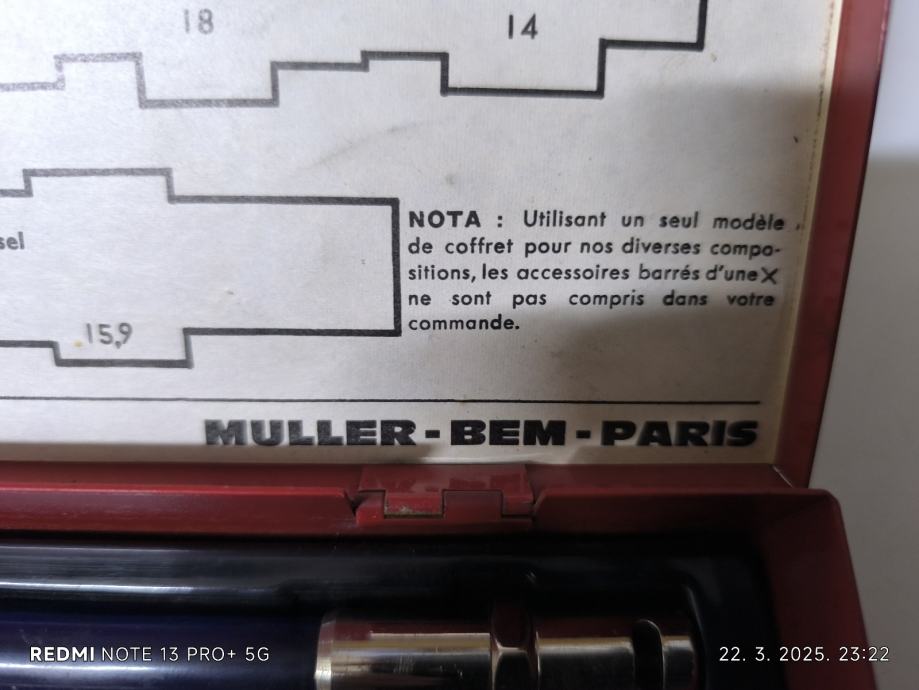 18
14
NOTA : Utilisant un seul modèle
de coffret pour nos diverses compo-
sitions, les accessoires barrés d'une X
ne sont pas compris dans votre
commande.
sel
15,9
MULLER-BEM-PARIS
REDMI NOTE 13 PRO+ 5G
22. 3. 2025. 23:22